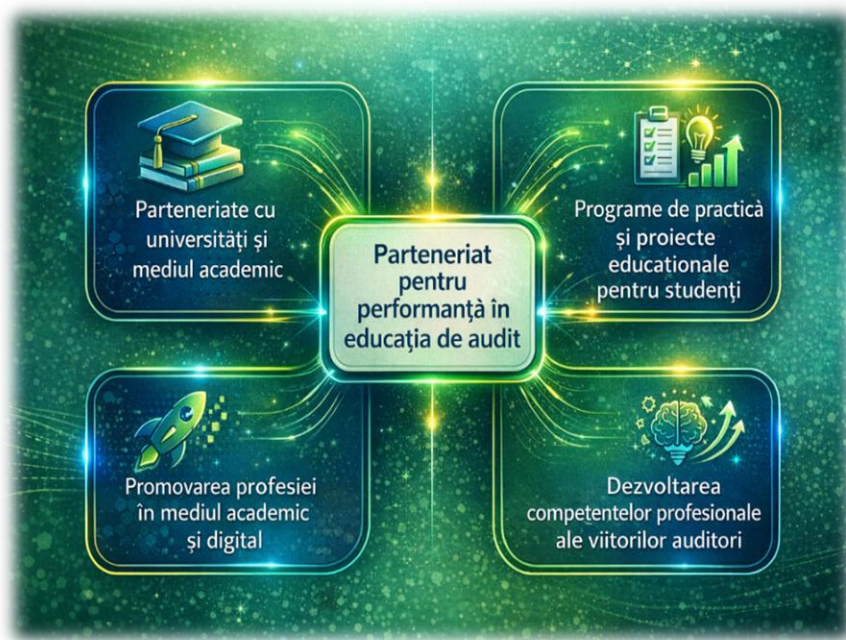 Parteneriate cu
universități și
mediul academic
Programe de practică
și proiecte
educationale
pentru studenți
Parteneriat
pentru
performanță în
educația de audit
Promovarea profesiei
în mediul academic
și digital
Dezvoltarea
competentelor profesionale
ale viitorilor auditori